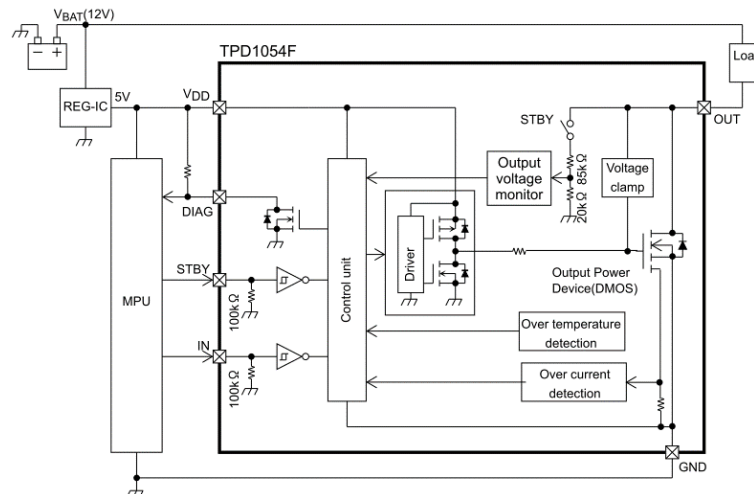 VBAT(12V)
− +
TPD1054F
Loa
REG-IC
5V
VDD
OUT
STBY
Output
voltage
monitor
85kΩ
20kΩ
Voltage
clamp
DIAG
MPU
STBY
100kΩ
IN
100kΩ
Control unit
Driver
Output Power
Device(DMOS)
Over temperature
detection
Over current
detection
GND